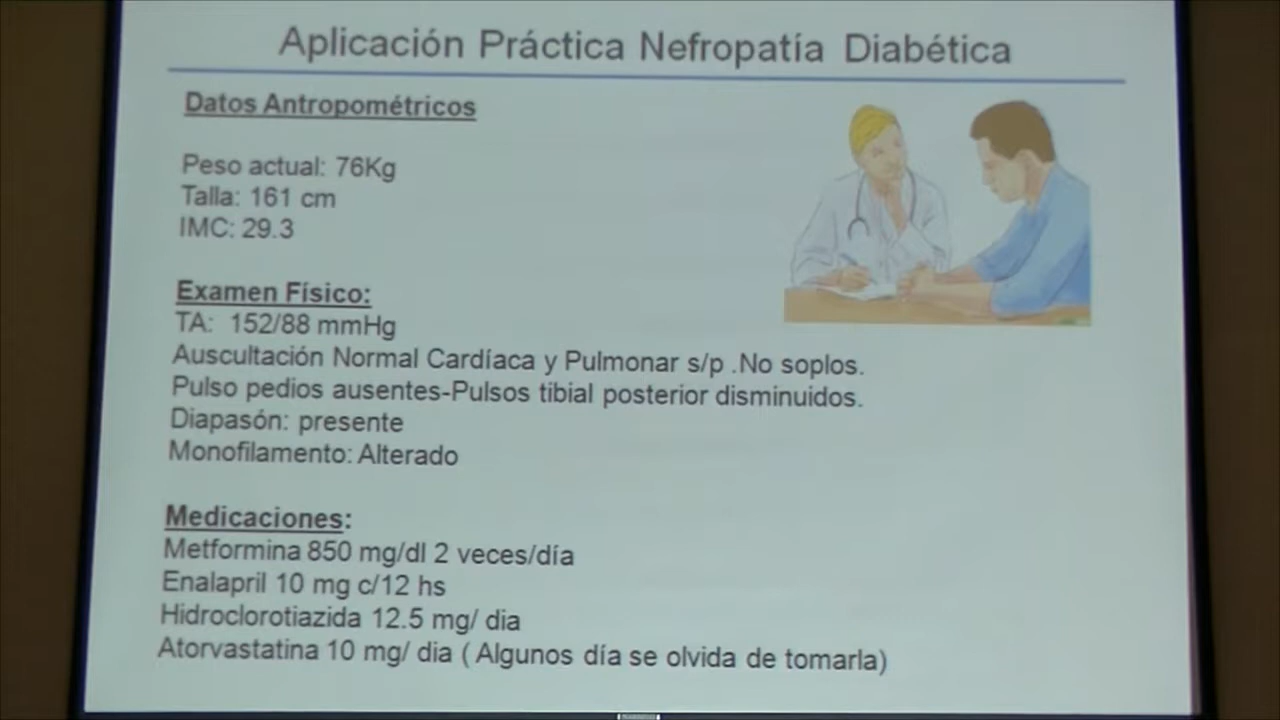 Aplicación Práctica Nefropatía Diabética
Datos Antropométricos
Peso actual: 76Kg
Talla: 161 cm
IMC: 29.3
Examen Físico:
TA: 152/88 mmHg
Auscultación Normal Cardíaca y Pulmonar s/p .No soplos.
Pulso pedios ausentes-Pulsos tibial posterior disminuidos.
Diapasón: presente
Monofilamento: Alterado
Medicaciones:
Metformina 850 mg/dl 2 veces/día
Enalapril 10 mg c/12 hs
Hidroclorotiazida 12.5 mg/ dia
Atorvastatina 10 mg/ dia ( Algunos día se olvida de tomarla)